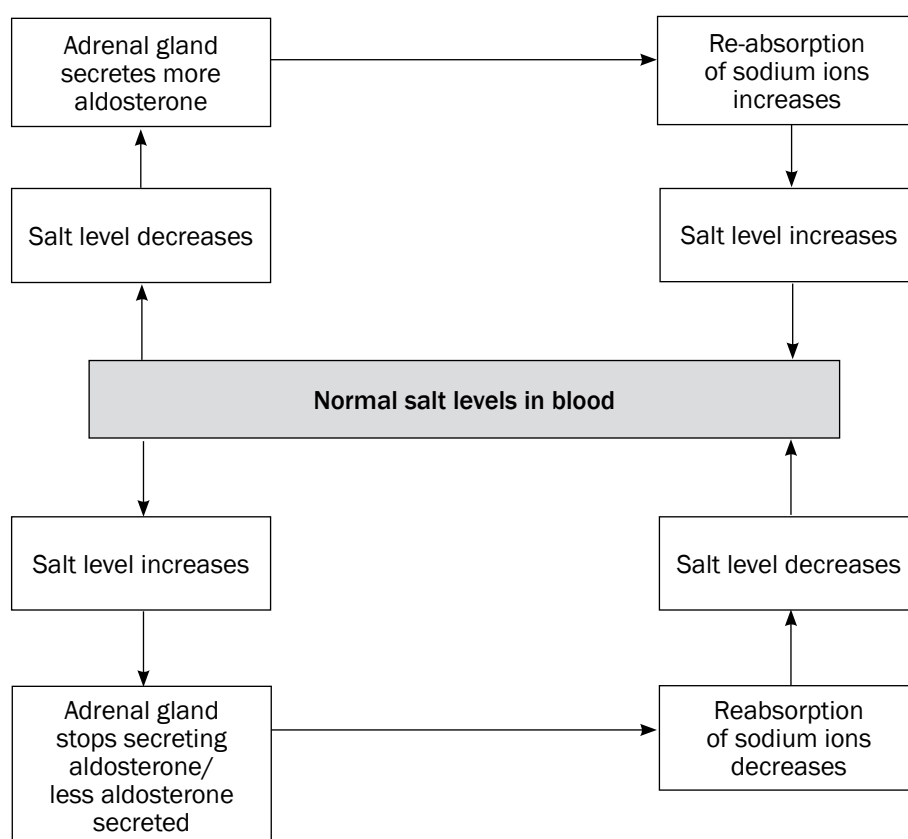 Adrenal gland
secretes more
aldosterone
Re-absorption
of sodium ions
increases
Salt level decreases
Salt level increases
Normal salt levels in blood
Salt level increases
Salt level decreases
Adrenal gland
stops secreting
aldosterone/
less aldosterone
secreted
Reabsorption
of sodium ions
decreases